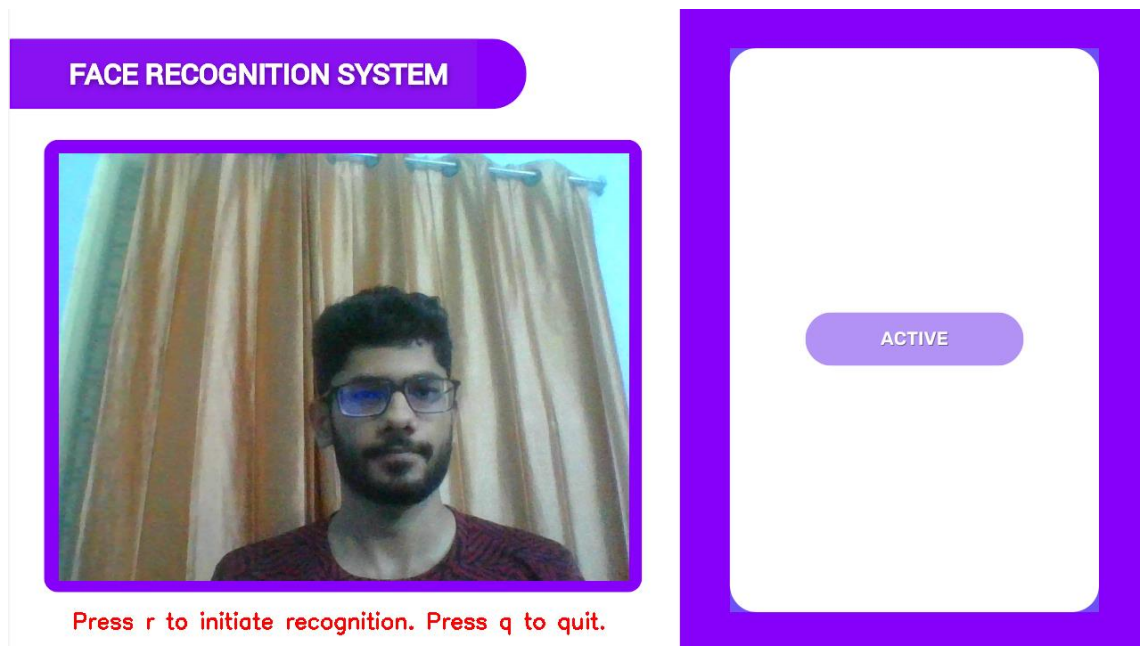 FACE RECOGNITION SYSTEM
ACTIVE
Press r to initiate recognition. Press q to quit.